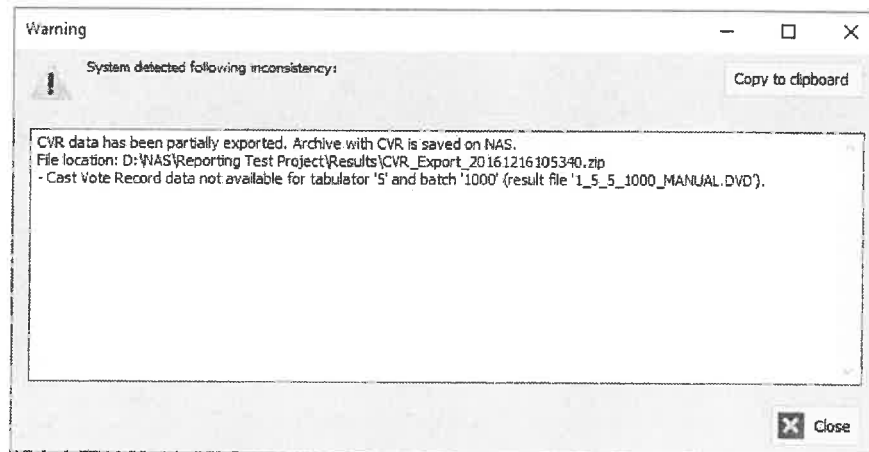 Warning
System detected following inconsistency:
Copy to clipboard
CVR data has been partially exported. Archive with CVR is saved on NAS.
File location: D:\NAS\Reporting Test Project\Results\CVR_Export_20161216105340.zip
- Cast Vote Record data not available for tabulator '5' and batch '1000' (result file '1_5_5_1000_MANUAL.DVD').
Close